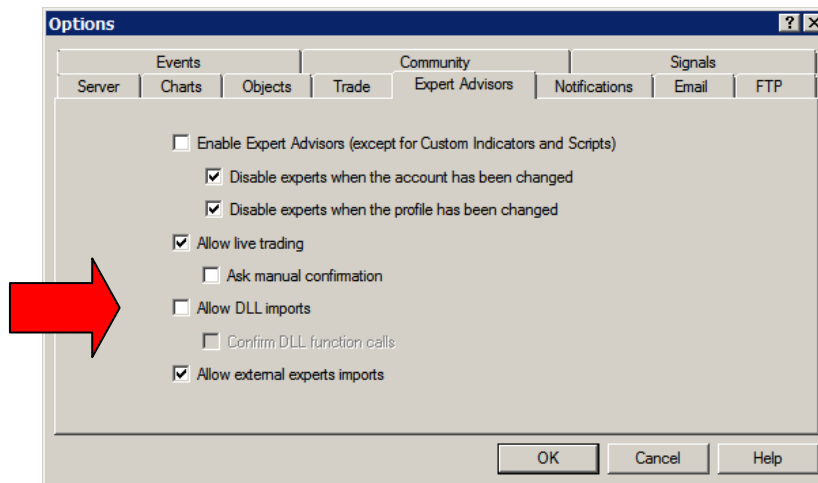 Options
Events Community Signals
Server Charts Objects Trade Expert Advisors Notifications Email FTP
Enable Expert Advisors (except for Custom Indicators and Scripts)
Disable experts when the account has been changed
Disable experts when the profile has been changed
Allow live trading
Ask manual confirmation
Allow DLL imports
Confirm DLL function calls
Allow external experts imports
OK Cancel Help